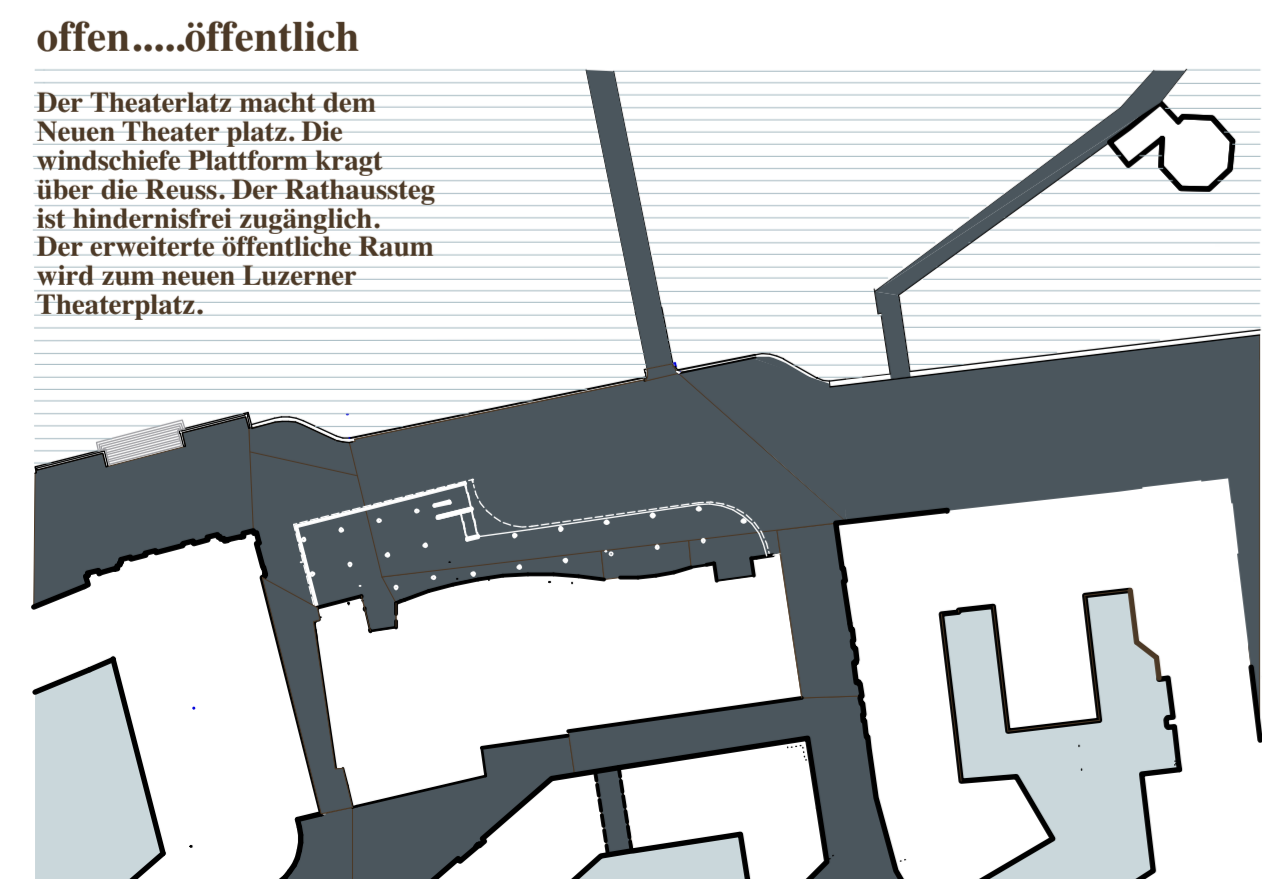 offen.....öffentlich
Der Theaterlatz macht dem
Neuen Theater platz. Die
windschiefe Plattform kragt
über die Reuss. Der Rathaussteg
ist hindernisfrei zugänglich.
Der erweiterte öffentliche Raum
wird zum neuen Luzerner
Theaterplatz.